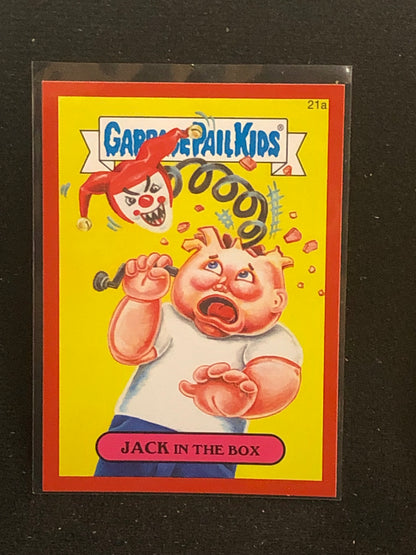 21a
GARBAGE PAIL KIDS®
JACK IN THE BOX